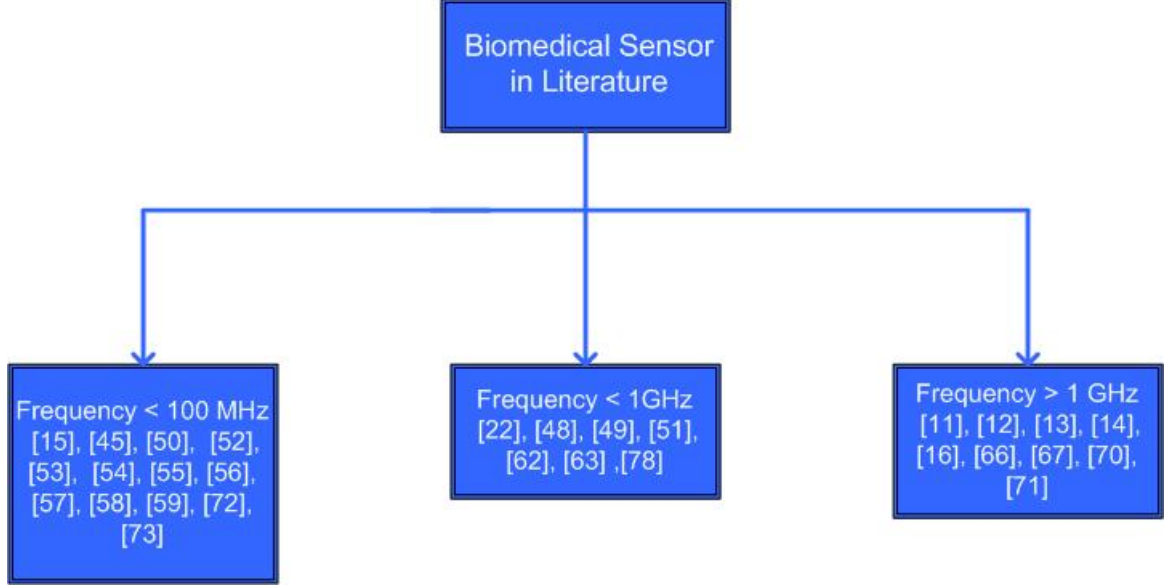 Biomedical Sensor
in Literature
Frequency < 100 MHz
[15], [45], [50], [52],
[53], [54], [55], [56],
[57], [58], [59], [72],
[73]
Frequency < 1GHz
[22], [48], [49], [51],
[62], [63] ,[78]
Frequency > 1 GHz
[11], [12], [13], [14],
[16], [66], [67], [70],
[71]